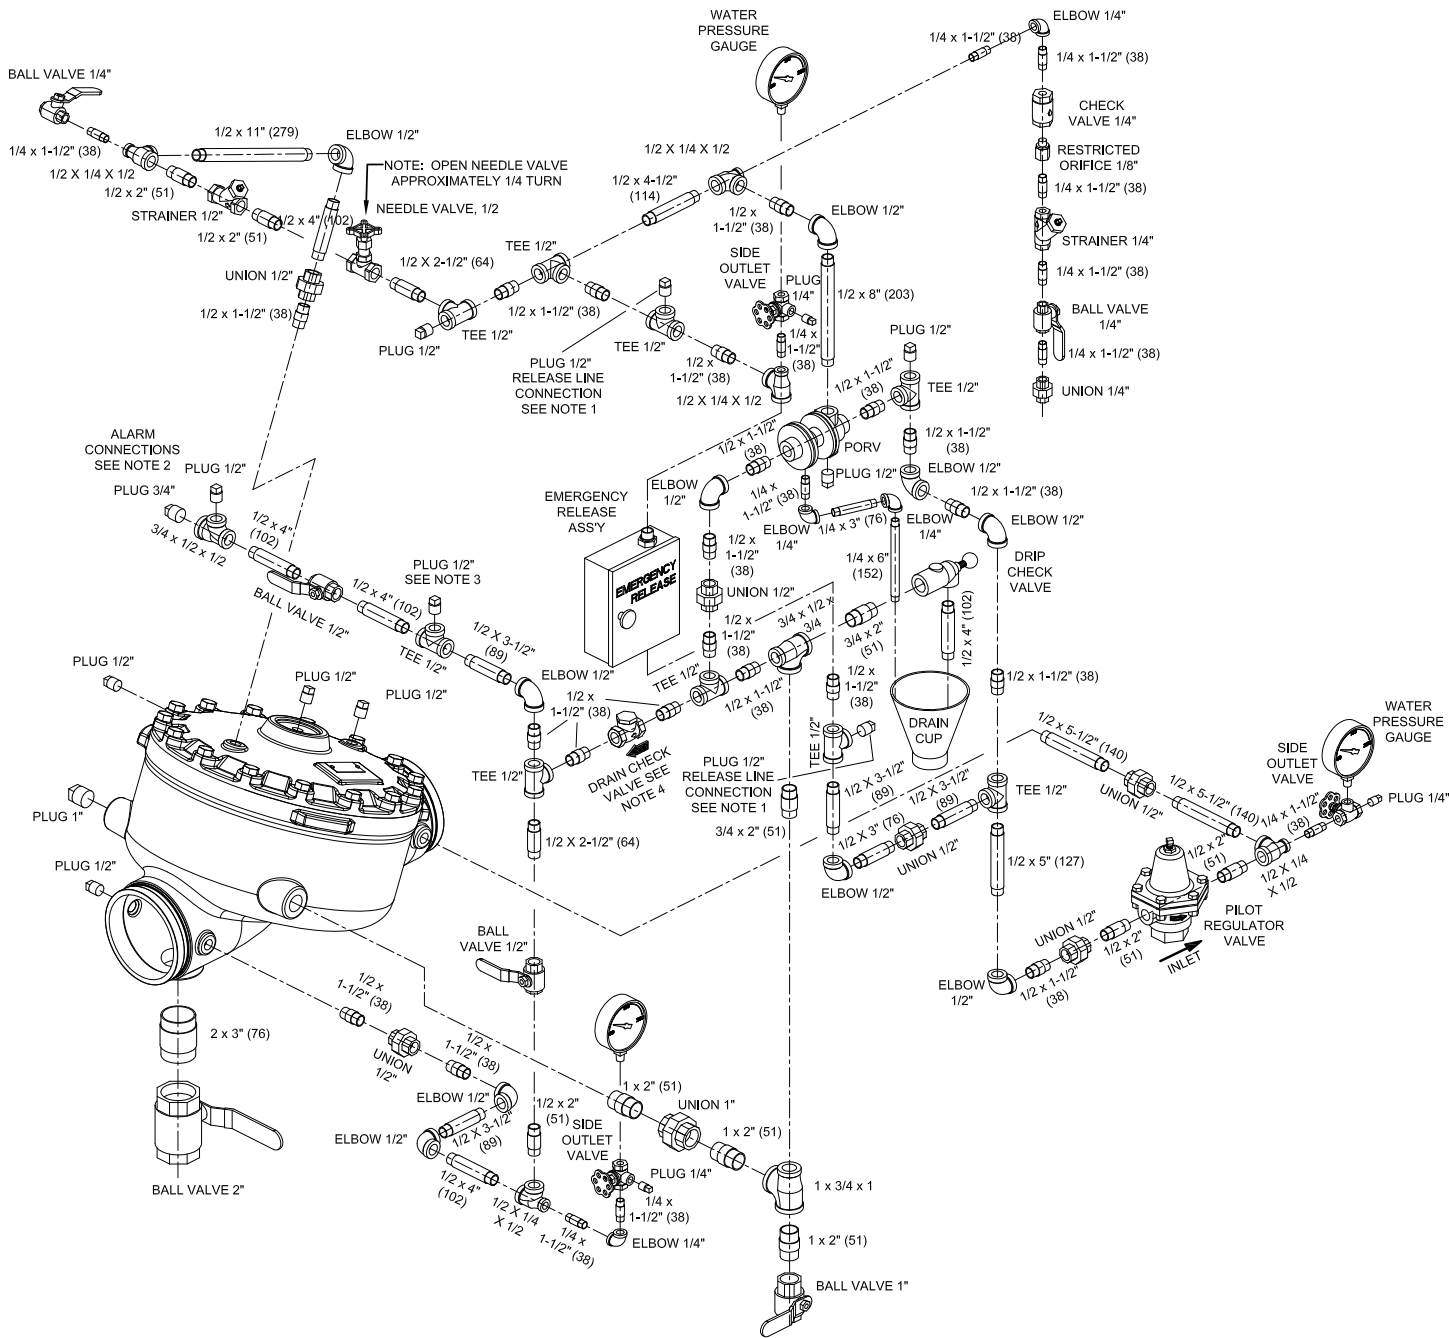 WATER
PRESSURE
GAUGE
ELBOW 1/4"
1/4 x 1-1/2" (38)
1/4 x 1-1/2" (38)
BALL VALVE 1/4"
CHECK
VALVE 1/4"
1/2 x 11" (279)
ELBOW 1/2"
1/4 x 1-1/2" (38)
1/2 X 1/4 X 1/2
NOTE: OPEN NEEDLE VALVE
APPROXIMATELY 1/4 TURN
1/2 X 1/4 X 1/2
RESTRICTED
ORIFICE 1/8"
1/2 x 2" (51)
1/2 x 4-1/2"
(114)
1/4 x 1-1/2" (38)
STRAINER 1/2"
1/2 x 4" (102)
NEEDLE VALVE, 1/2
1/2 x
1-1/2"
(38)
ELBOW 1/2"
1/2 x 2" (51)
STRAINER 1/4"
TEE 1/2"
SIDE
OUTLET
VALVE
UNION 1/2"
1/2 X 2-1/2" (64)
PLUG
1/4"
1/2 x 8" (203)
1/4 x 1-1/2" (38)
1/2 x 1-1/2" (38)
1/2 x 1-1/2" (38)
BALL VALVE
1/4"
TEE 1/2"
PLUG 1/2"
TEE 1/2"
1/4 x
1-1/2"
(38)
PLUG 1/2"
1/4 x 1-1/2" (38)
PLUG 1/2"
RELEASE LINE
CONNECTION
SEE NOTE 1
1/2 x
1-1/2" (38)
1/2 X 1/4 X 1/2
1/2 x 1-1/2"
(38)
TEE 1/2"
UNION 1/4"
ALARM
CONNECTIONS
SEE NOTE 2
PLUG 1/2"
PLUG 3/4"
3/4 x 1/2 x 1/2
1/2 x 4"
(102)
1/2 x 1-1/2"
(38)
PORV
1/2 x 1-1/2"
(38)
PLUG 1/2"
ELBOW 1/2"
ELBOW
1/2"
1/4 x
1-1/2" (38)
1/2 x 1-1/2" (38)
EMERGENCY
RELEASE
ASS'Y
ELBOW
1/4"
1/4 x 3" (76)
ELBOW
1/4"
ELBOW 1/2"
EMERGENCY
RELEASE
1/2 x
1-1/2"
(38)
1/4 x 6"
(152)
DRIP
CHECK
VALVE
PLUG 1/2"
SEE NOTE 3
BALL VALVE 1/2"
1/2 x 4" (102)
UNION 1/2"
1/2 x
1-1/2"
(38)
3/4 x 1/2 x
3/4
3/4 x 2"
(51)
1/2 x 4" (102)
TEE 1/2"
1/2 X 3-1/2"
(89)
ELBOW 1/2"
TEE 1/2"
1/2 x 1-1/2"
(38)
1/2 x
1-1/2"
(38)
1/2 x 1-1/2" (38)
PLUG 1/2"
PLUG 1/2"
PLUG 1/2"
1/2 x
1-1/2" (38)
DRAIN
CUP
TEE 1/2"
WATER
PRESSURE
GAUGE
1/2 x 5-1/2" (140)
SIDE
OUTLET
VALVE
DRAIN CHECK
VALVE SEE
NOTE 4
TEE 1/2"
PLUG 1/2"
RELEASE LINE
CONNECTION
SEE NOTE 1
1/2 X 3-1/2"
(89)
1/2 X 3-1/2"
(89)
TEE 1/2"
UNION 1/2"
1/2 x 5-1/2" (140)
1/4 x 1-1/2"
(38)
PLUG 1/4"
PLUG 1"
3/4 x 2" (51)
1/2 X 3" (76)
UNION 1/2"
1/2 X 2-1/2" (64)
1/2 x 5" (127)
1/2 x 2"
(51)
1/2 X 1/4
X 1/2
PLUG 1/2"
ELBOW 1/2"
PILOT
REGULATOR
VALVE
INLET
UNION 1/2"
1/2 x 2"
(51)
BALL
VALVE 1/2"
ELBOW
1/2"
1/2 x 1-1/2"
(38)
1/2 x
1-1/2" (38)
2 x 3" (76)
UNION
1/2"
1/2 x
1-1/2" (38)
1 x 2" (51)
UNION 1"
ELBOW 1/2"
1/2 x 2"
(51)
SIDE
OUTLET
VALVE
1 x 2" (51)
ELBOW 1/2"
1/2 X 3-1/2"
(89)
1/2 x 4"
(102)
PLUG 1/4"
1 x 3/4 x 1
BALL VALVE 2"
1/2 X 1/4
X 1/2
1/4 x
1-1/2" (38)
1/4 x
1-1/2" (38)
ELBOW 1/4"
1 x 2" (51)
BALL VALVE 1"